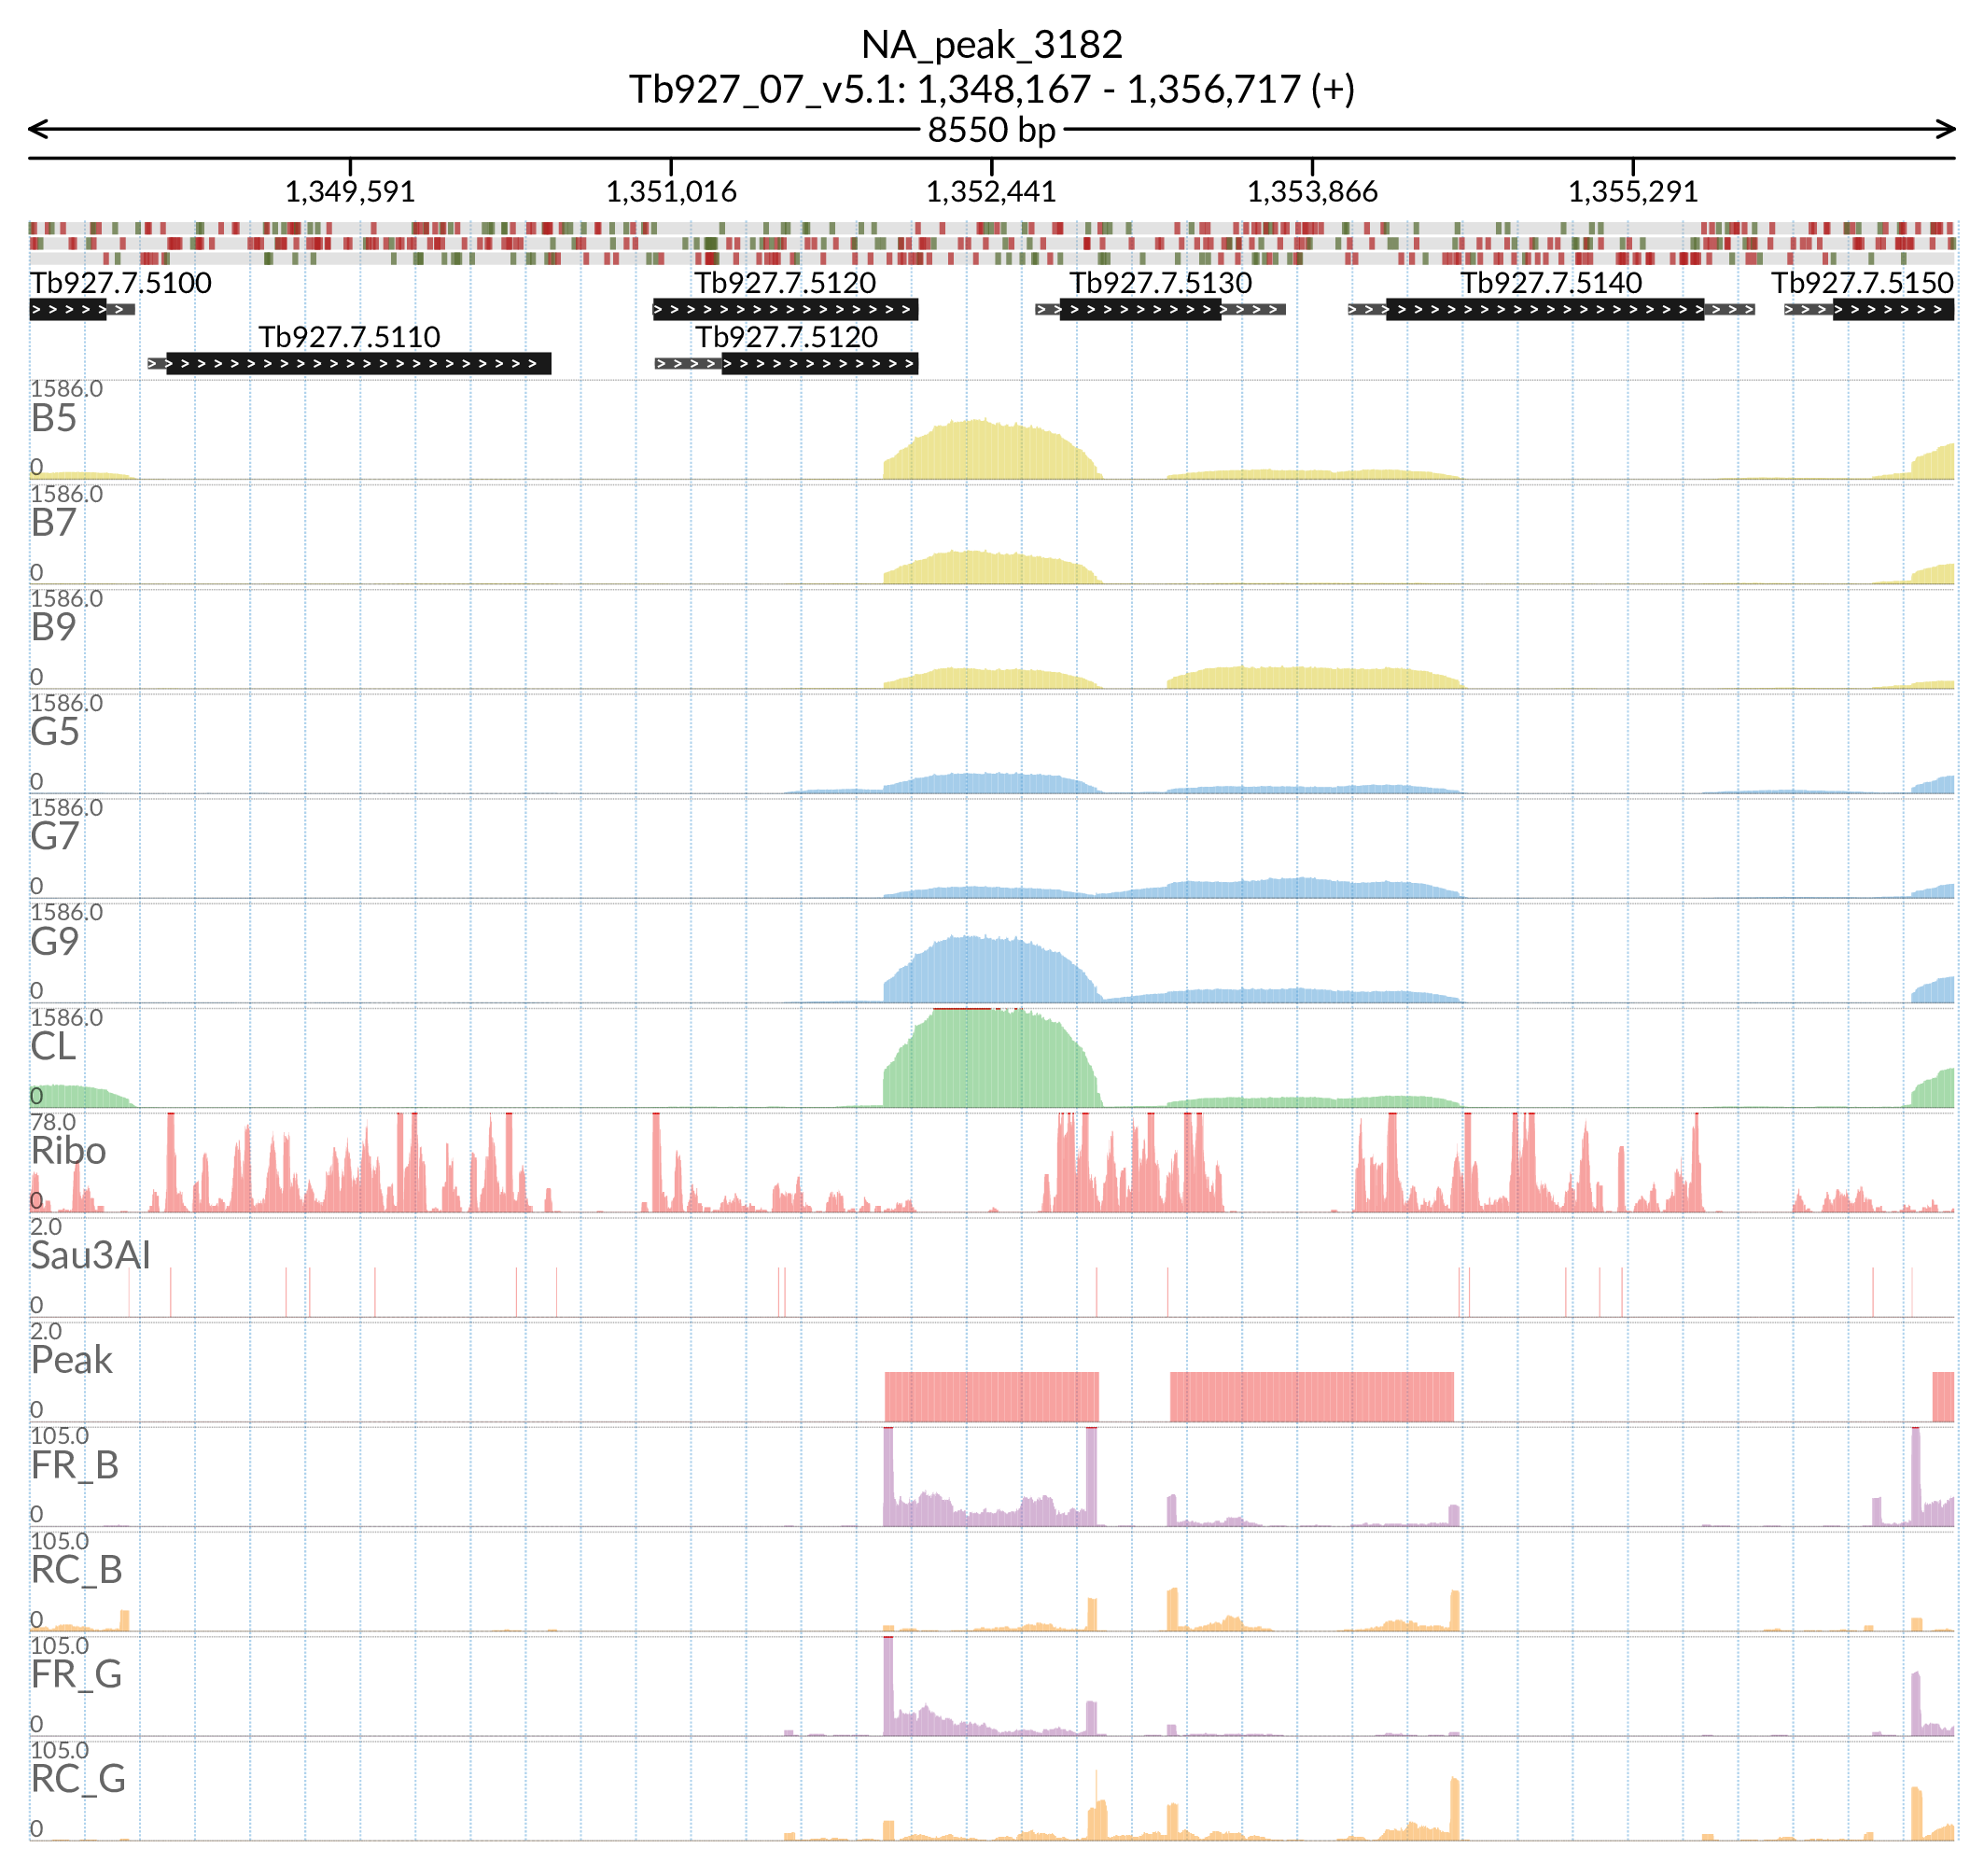 NA_peak_3182
Tb927_07_v5.1: 1,348,167 - 1,356,717 (+)
8550 bp
1,349,591 1,351,016 1,352,441 1,353,866 1,355,291
Tb927.7.5100 Tb927.7.5120 Tb927.7.5130 Tb927.7.5140 Tb927.7.5150
Tb927.7.5110 Tb927.7.5120
1586.0
B5
0
1586.0
B7
0
1586.0
B9
0
1586.0
G5
0
1586.0
G7
0
1586.0
G9
0
1586.0
CL
0
78.0
Ribo
0
2.0
Sau3AI
0
2.0
Peak
0
105.0
FR_B
0
105.0
RC_B
0
105.0
FR_G
0
105.0
RC_G
0